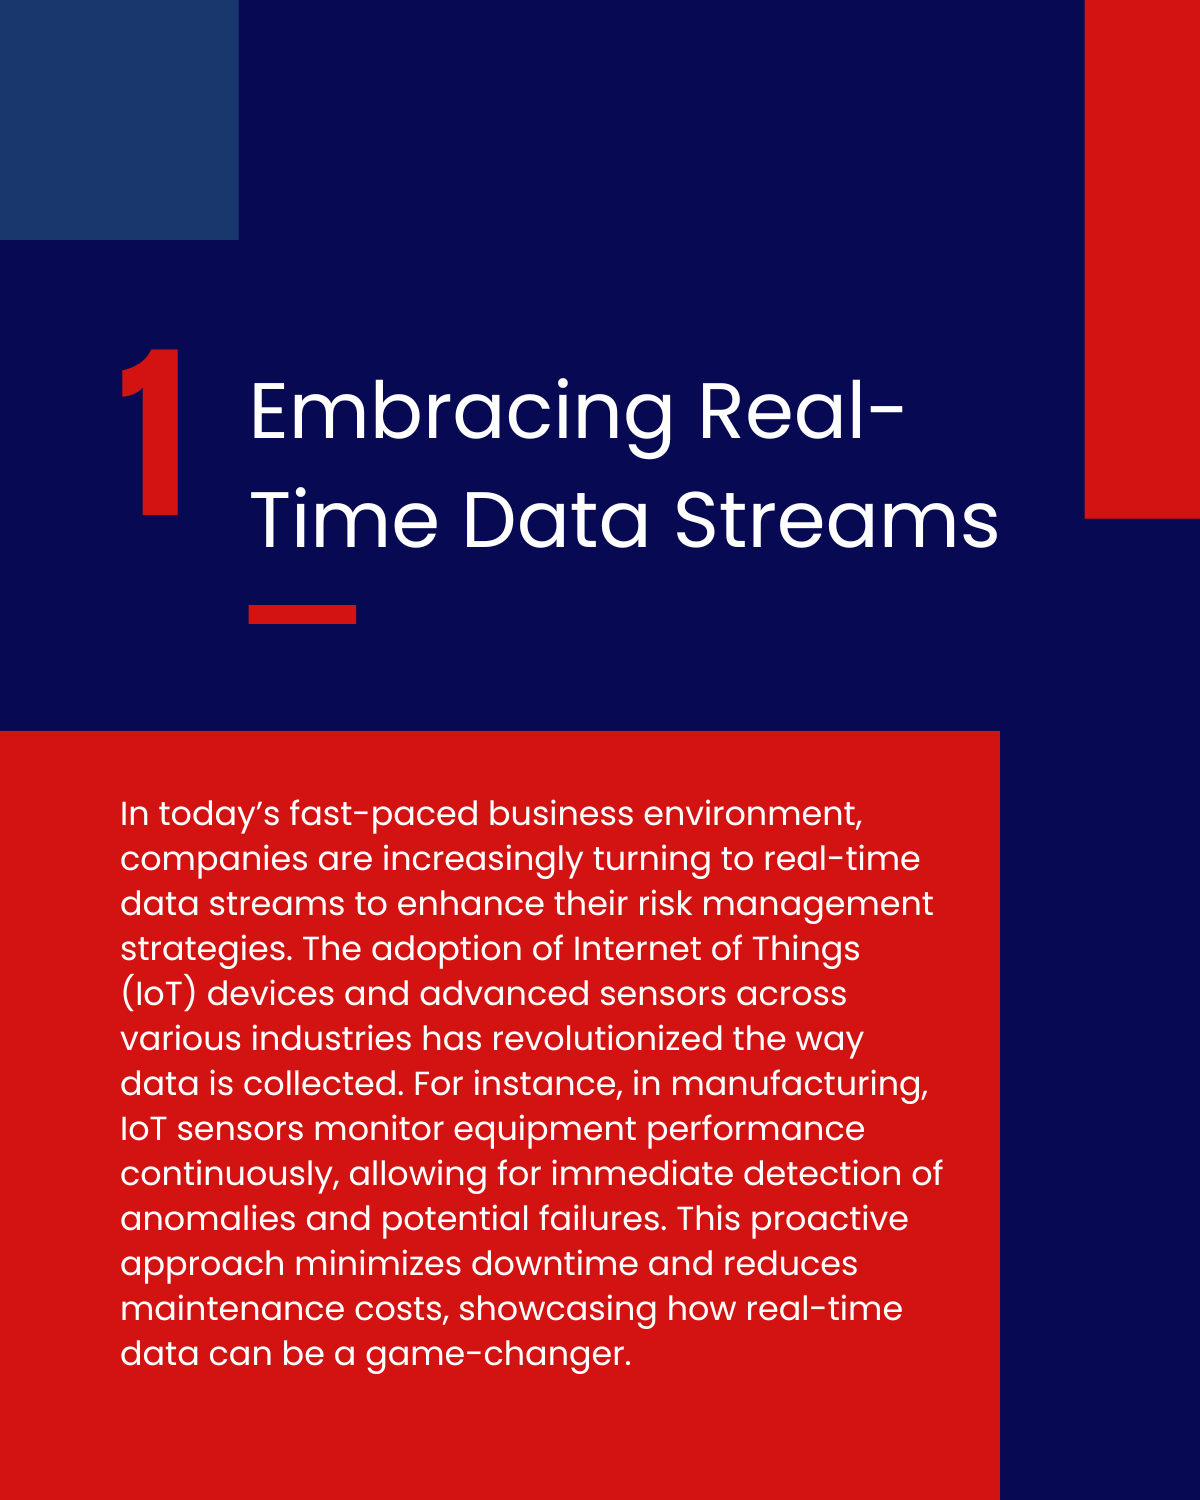 1
Embracing Real-
Time Data Streams
In today’s fast-paced business environment,
companies are increasingly turning to real-time
data streams to enhance their risk management
strategies. The adoption of Internet of Things
(IoT) devices and advanced sensors across
various industries has revolutionized the way
data is collected. For instance, in manufacturing,
IoT sensors monitor equipment performance
continuously, allowing for immediate detection of
anomalies and potential failures. This proactive
approach minimizes downtime and reduces
maintenance costs, showcasing how real-time
data can be a game-changer.